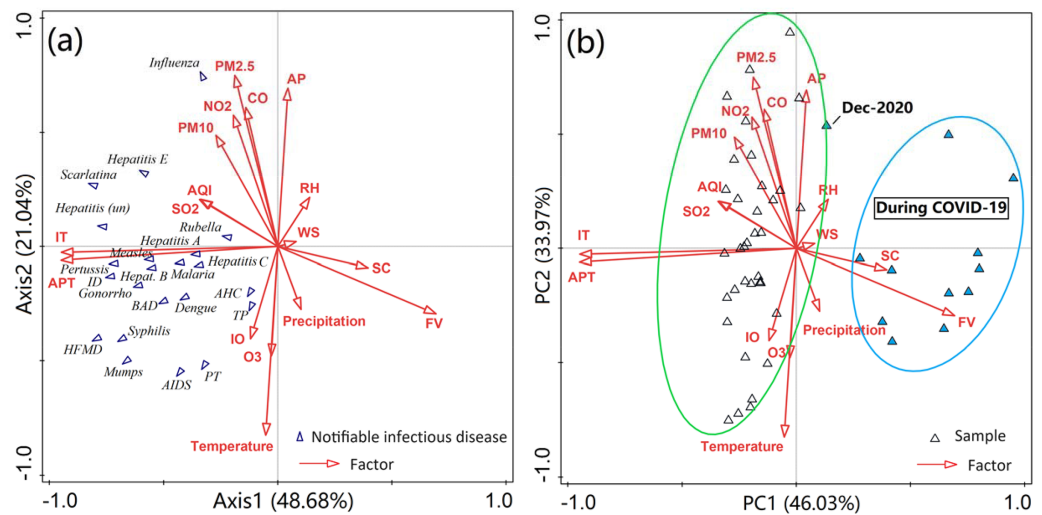 (a)
1.0
Axis2 (21.04%)
-1.0
-1.0
Axis1 (48.68%)
1.0
Influenza
PM2.5
AP
CO
NO2
PM10
Hepatitis E
Scarlatina
AQI
RH
SO2
Hepatitis (un)
Rubella
WS
IT
Hepatitis A
Measles
Hepatitis C
SC
Pertussis
ID
Hepat. B
Malaria
APT
Gonorrho
BAD
Dengue
AHC
TP
Precipitation
FV
Syphilis
IO
HFMD
O3
Mumps
AIDS
PT
Temperature
Notifiable infectious disease
Factor
(b)
1.0
PC2 (33.97%)
-1.0
-1.0
PC1 (46.03%)
1.0
PM2.5
AP
CO
NO2
PM10
Dec-2020
AQI
RH
SO2
During COVID-19
IT
WS
SC
APT
Precipitation
FV
IO
O3
Temperature
Sample
Factor